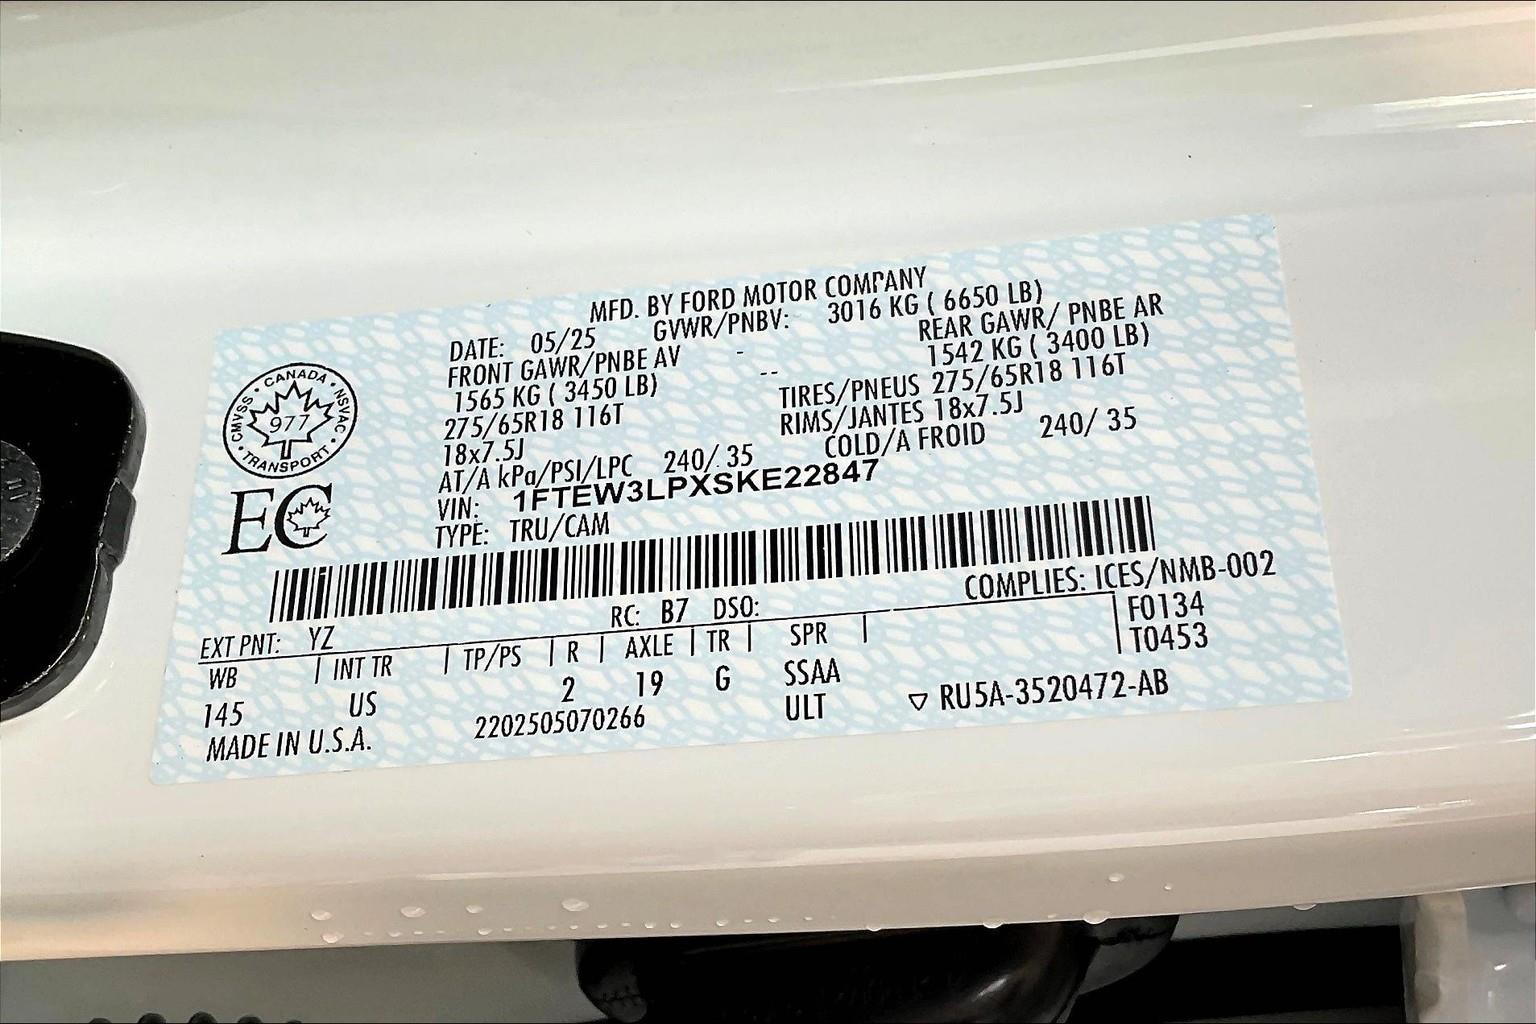 MFD. BY FORD MOTOR COMPANY
DATE: 05/25 GVWR/PNBV: 3016 KG ( 6650 LB)
FRONT GAWR/PNBE AV - REAR GAWR/ PNBE AR
1565 KG ( 3450 LB) -- 1542 KG ( 3400 LB)
275/65R18 116T TIRES/PNEUS 275/65R18 116T
18x7.5J RIMS/JANTES 18x7.5J
AT/A kPa/PSI/LPC 240/ 35 COLD/A FROID 240/ 35
VIN: 1FTEW3LPXSKE22847
TYPE: TRU/CAM
CANADA
CMVSS NSVAC
977
TRANSPORT
EC
COMPLIES: ICES/NMB-002
EXT PNT: YZ RC: B7 DSO: F0134
WB INT TR TP/PS R AXLE TR SPR T0453
145 US 2 19 G SSAA
2202505070266 ULT ▽ RU5A-3520472-AB
MADE IN U.S.A.